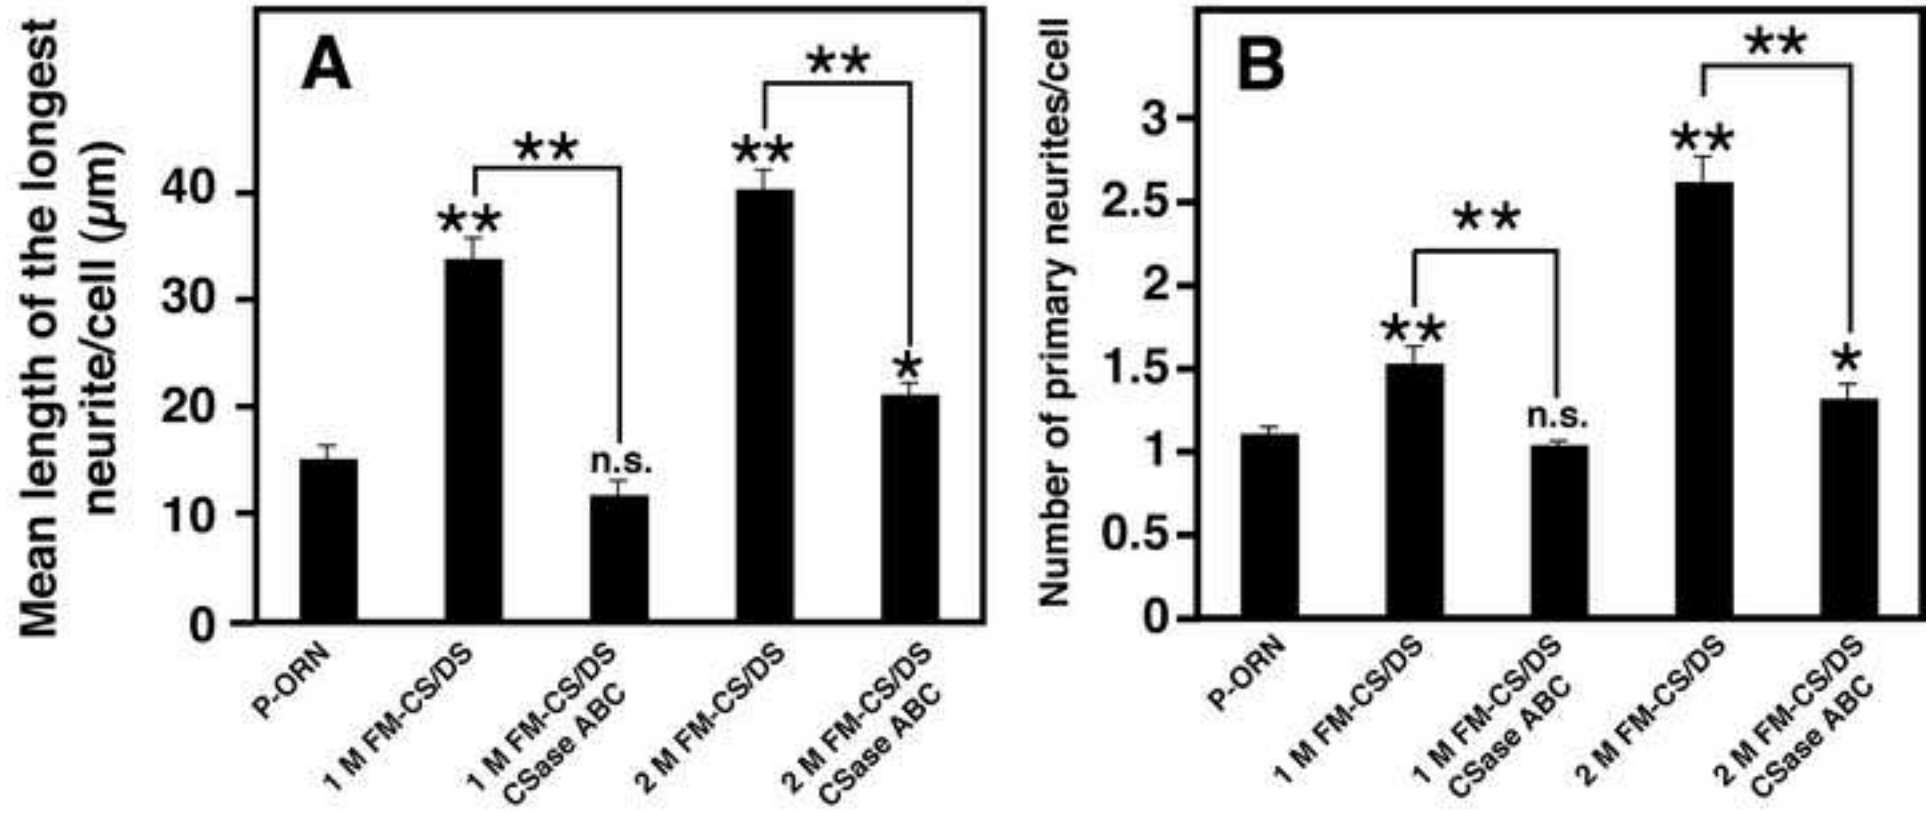 A
Mean length of the longest
neurite/cell (µm)
40
30
20
10
0
**
**
**
**
n.s.
*
P-ORN
1 M FM-CS/DS
1 M FM-CS/DS
CSase ABC
2 M FM-CS/DS
2 M FM-CS/DS
CSase ABC
B
Number of primary neurites/cell
3
2.5
2
1.5
1
0.5
0
**
**
**
**
*
n.s.
P-ORN
1 M FM-CS/DS
1 M FM-CS/DS
CSase ABC
2 M FM-CS/DS
2 M FM-CS/DS
CSase ABC